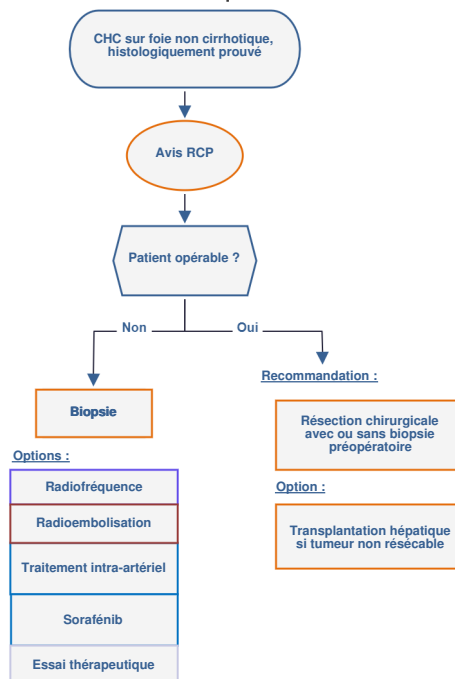 CHC sur foie non cirrhotique,
histologiquement prouvé
Avis RCP
Patient opérable ?
Non
Oui
Biopsie
Options :
Radiofréquence
Radioembolisation
Traitement intra-artériel
Sorafénib
Essai thérapeutique
Recommandation :
Résection chirurgicale
avec ou sans biopsie
préopératoire
Option :
Transplantation hépatique
si tumeur non résécable